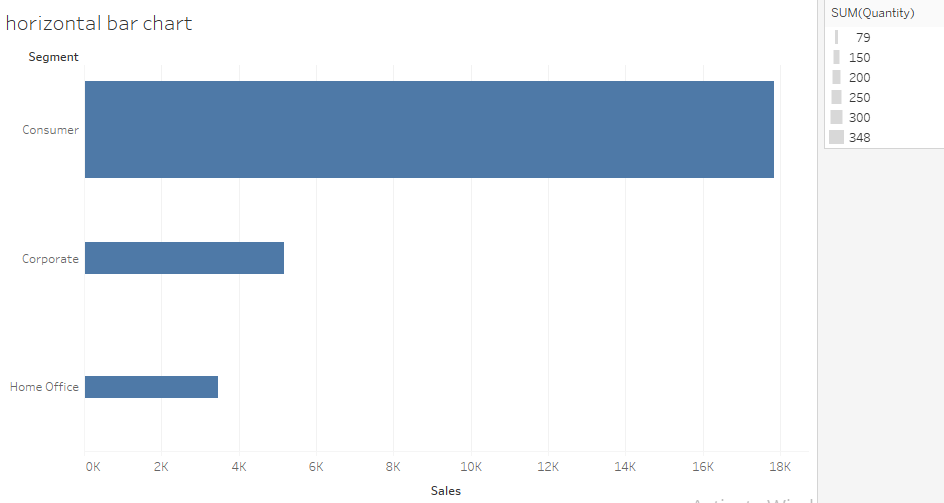 horizontal bar chart
Segment
Consumer
Corporate
Home Office
0K 2K 4K 6K 8K 10K 12K 14K 16K 18K
Sales
SUM(Quantity)
79
150
200
250
300
348